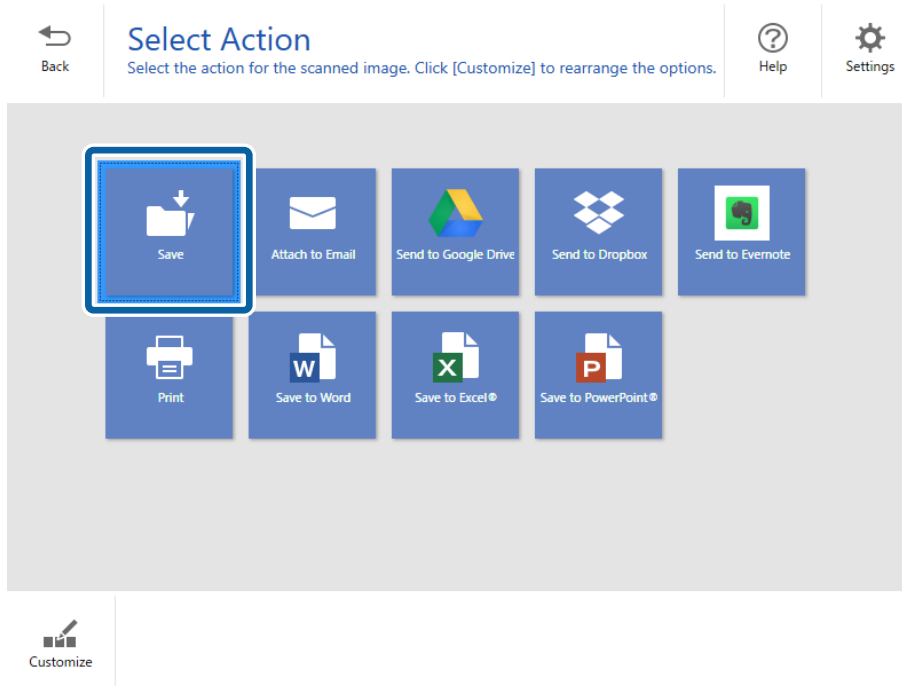 Back
Select Action
Select the action for the scanned image. Click [Customize] to rearrange the options.
Help
Settings
Save
Attach to Email
Send to Google Drive
Send to Dropbox
Send to Evernote
Print
W
Save to Word
X
Save to Excel®
P
Save to PowerPoint®
Customize